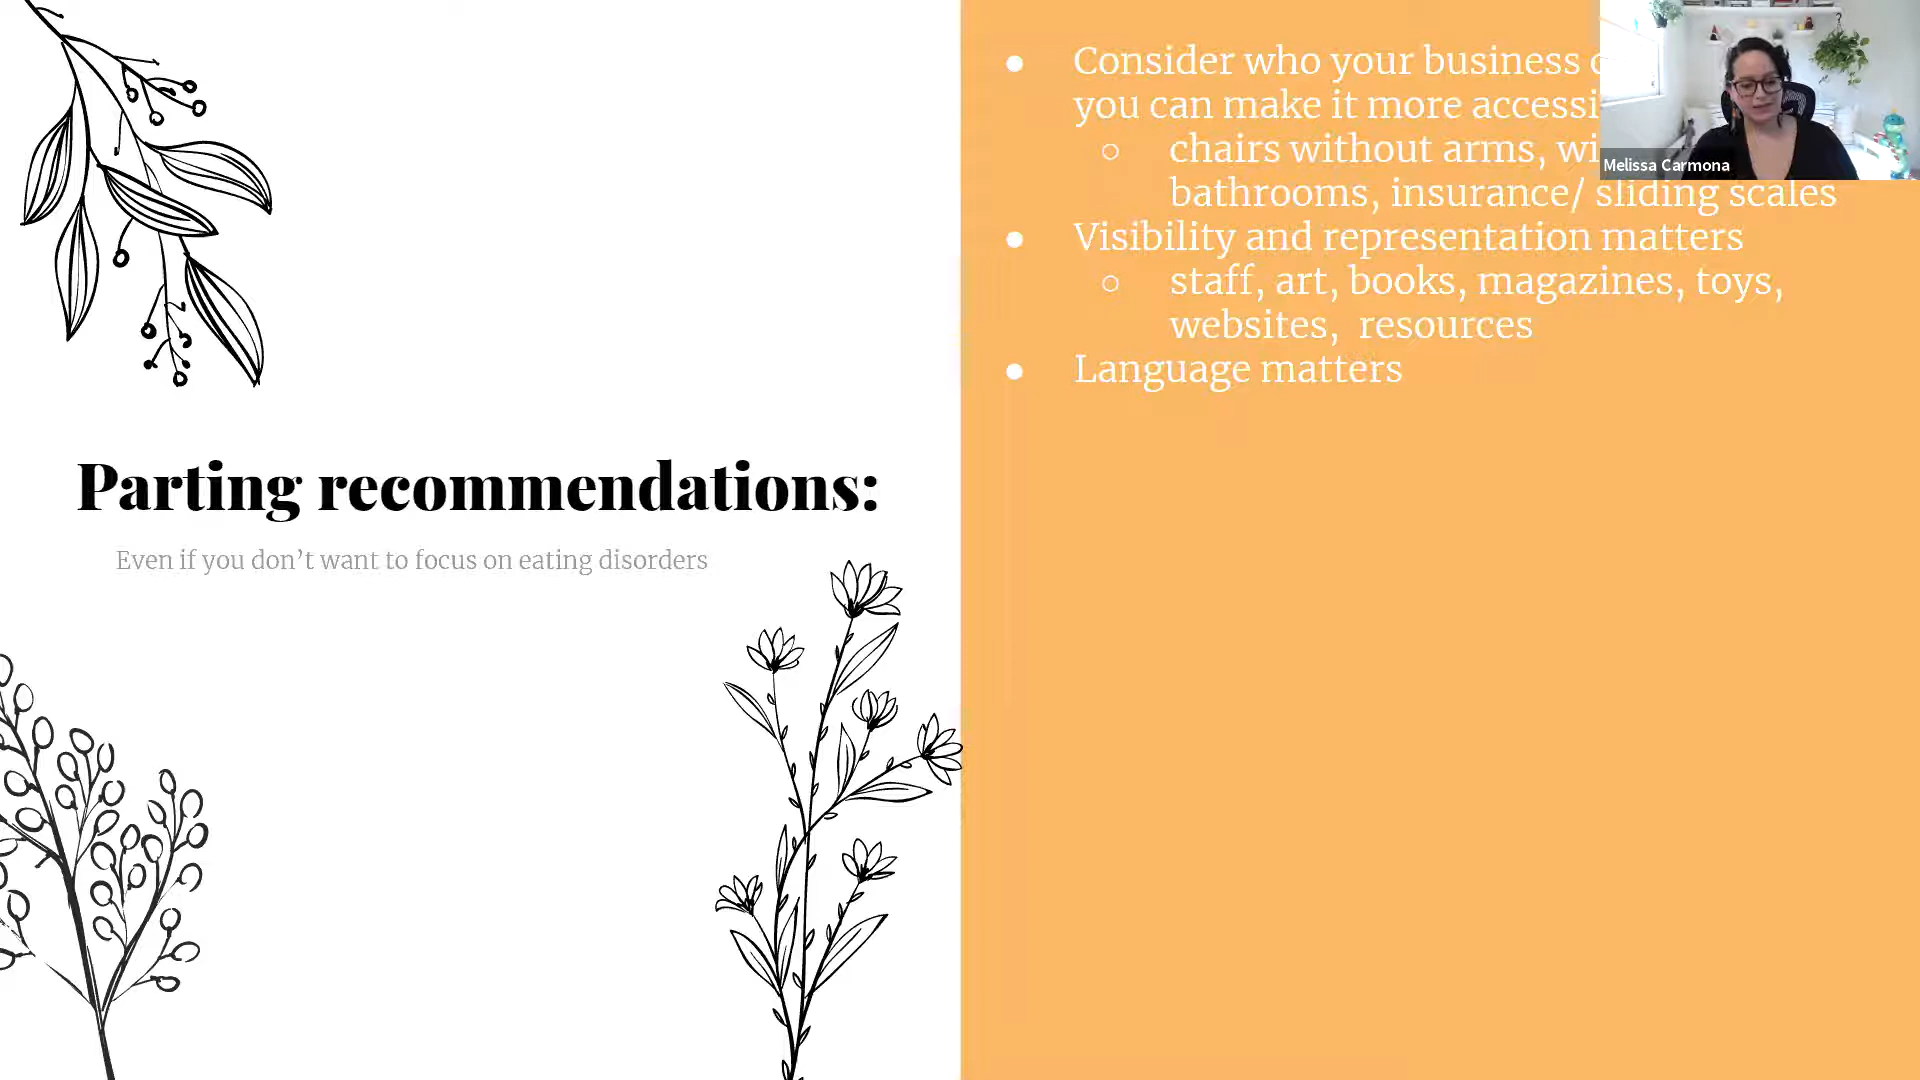 Parting recommendations:
Even if you don’t want to focus on eating disorders
● Consider who your business
you can make it more
○ chairs without arms,
bathrooms, insurance/ sliding scales
● Visibility and representation matters
○ staff, art, books, magazines, toys,
websites,  resources
● Language matters
Melissa Carmona